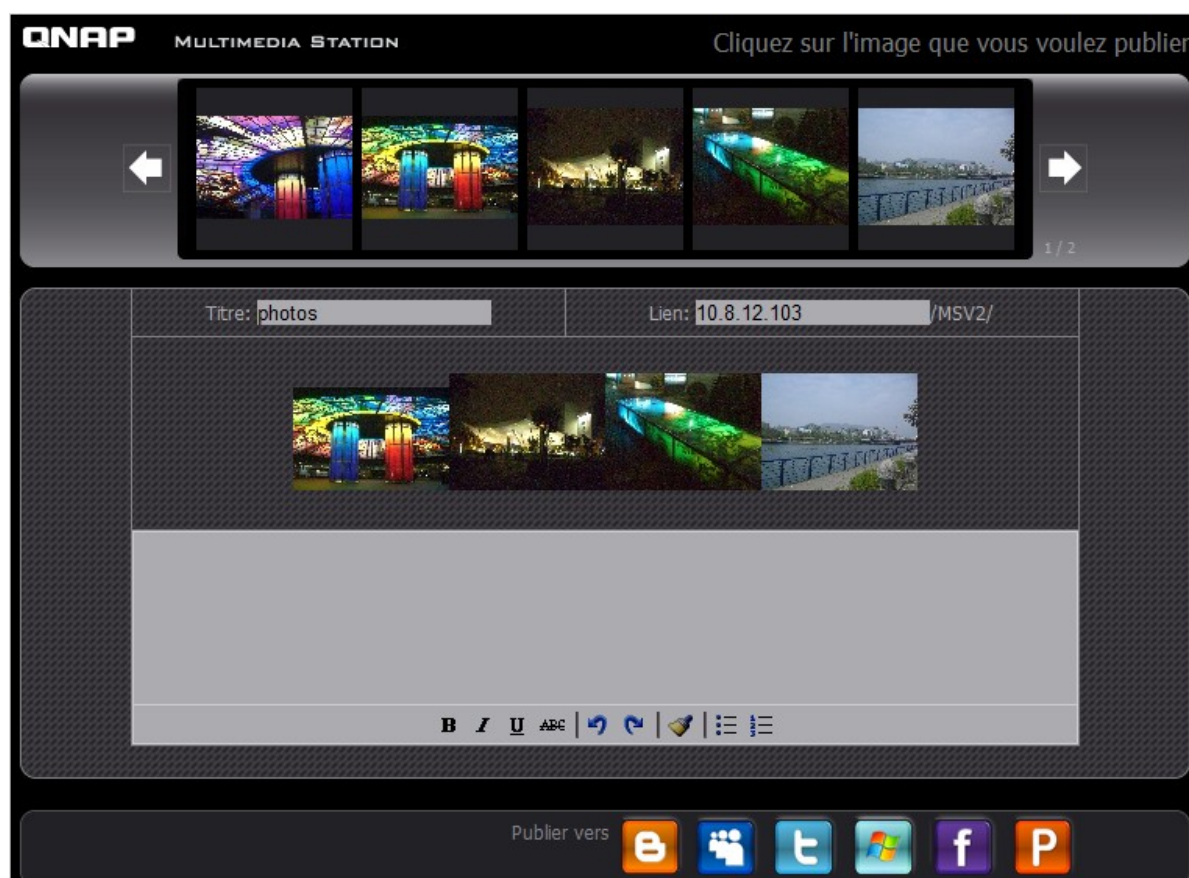 QNAP MULTIMEDIA STATION Cliquez sur l'image que vous voulez publier
1 / 2
Titre: photos Lien: 10.8.12.103 /MSV2/
B I U ABC
Publier vers